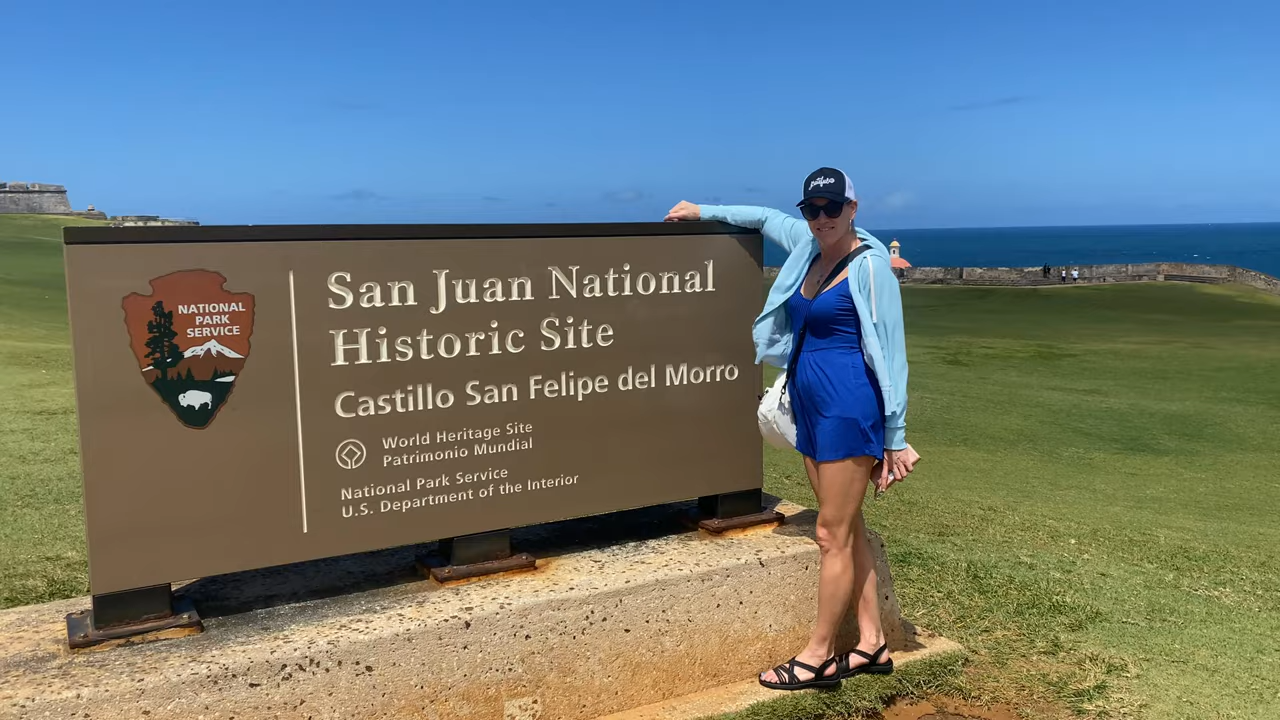 NATIONAL
PARK
SERVICE
San Juan National
Historic Site
Castillo San Felipe del Morro
World Heritage Site
Patrimonio Mundial
National Park Service
U.S. Department of the Interior